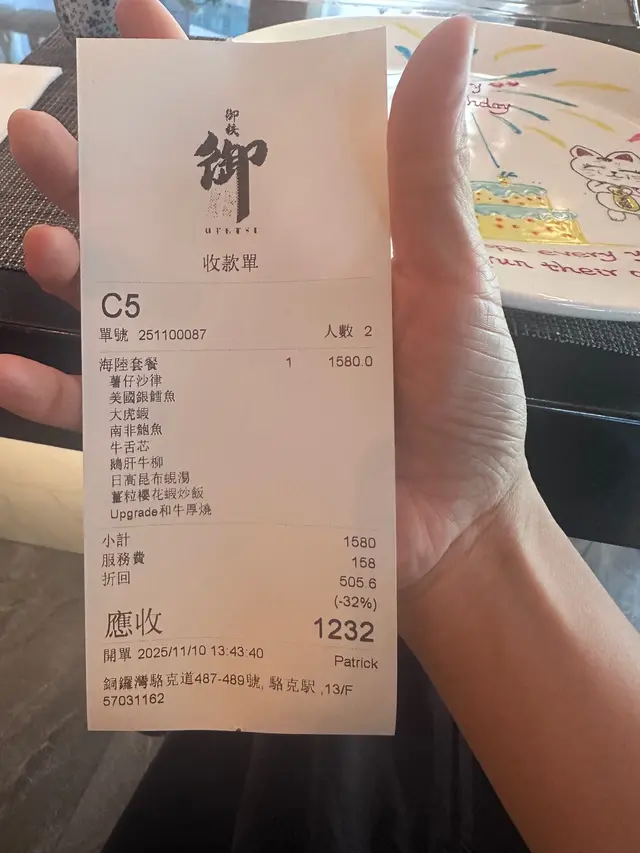 御鉄
御
收款單
C5
單號 251100087 人數 2
海陸套餐 1 1580.0
薯仔沙律
美國銀鱈魚
大虎蝦
南非鮑魚
牛舌芯
鵝肝牛柳
日高昆布蜆湯
薑粒櫻花蝦炒飯
Upgrade和牛厚燒
小計 1580
服務費 158
折回 505.6
(-32%)
應收 1232
開單 2025/11/10 13:43:40 Patrick
銅鑼灣駱克道487-489號, 駱克駅 ,13/F
57031162
every
run their